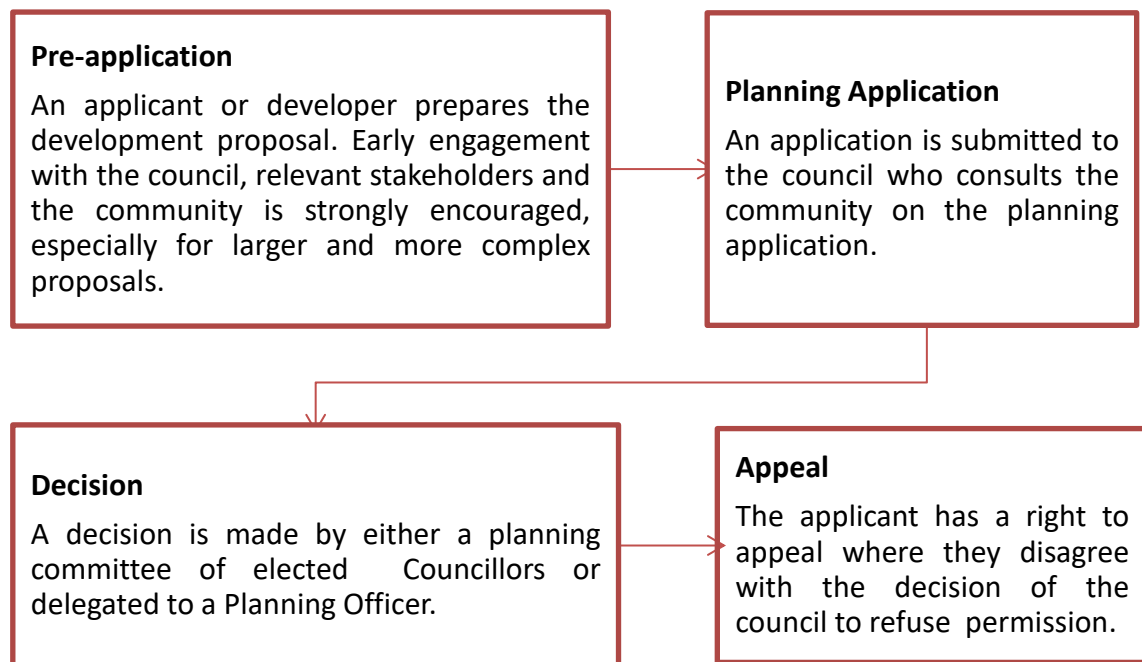 Pre-application
An applicant or developer prepares the
development proposal. Early engagement
with the council, relevant stakeholders and
the community is strongly encouraged,
especially for larger and more complex
proposals.
Planning Application
An application is submitted to
the council who consults the
community on the planning
application.
Decision
A decision is made by either a planning
committee of elected Councillors or
delegated to a Planning Officer.
Appeal
The applicant has a right to
appeal where they disagree
with the decision of the
council to refuse permission.